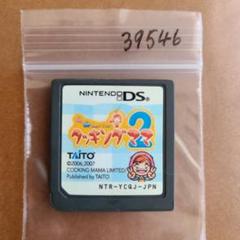 39546
NINTENDO DS
クッキングママ2
TAITO
©2006,2007
COOKING MAMA LIMITED
Published by TAITO
NTR-YCQJ-JPN